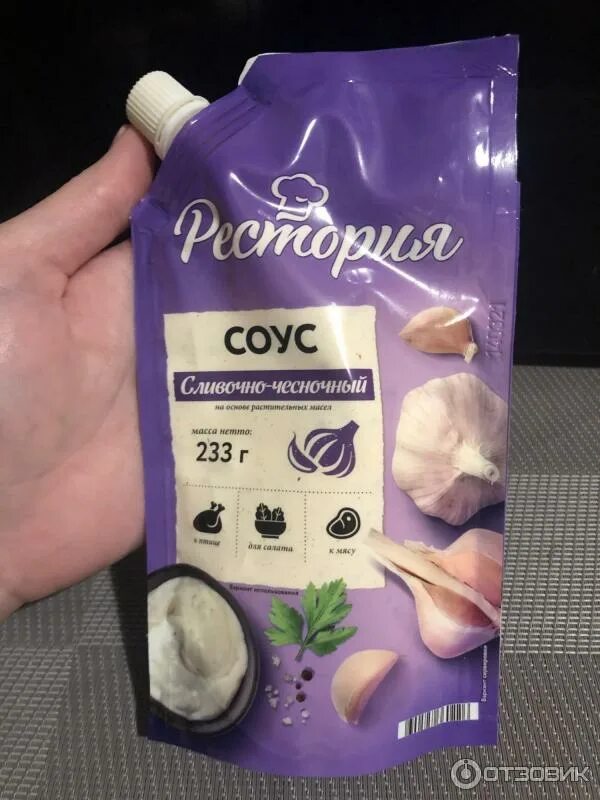 Рестория
СОУС
Сливочно-чесночный
на основе растительных масел
масса нетто:
233 г
к птице
для салата
к мясу
Вариант использования
Вариант сервировки
ОТЗОВИК